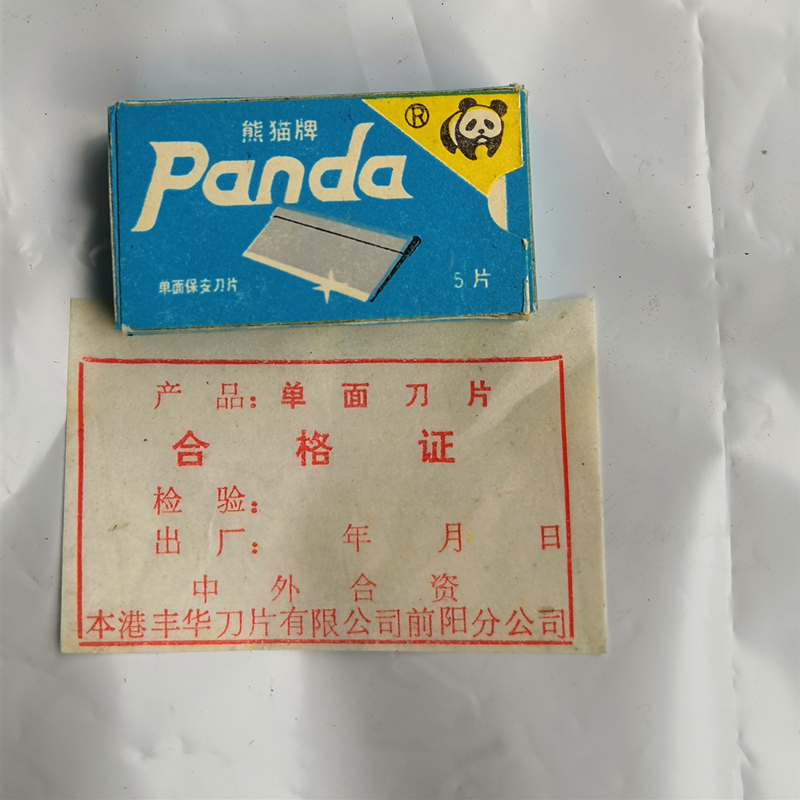 熊猫牌
®
Panda
单面保安刀片
5片
产品:单面刀片
合格证
检验:
出厂: 年 月 日
中外合资
本港丰华刀片有限公司前阳分公司